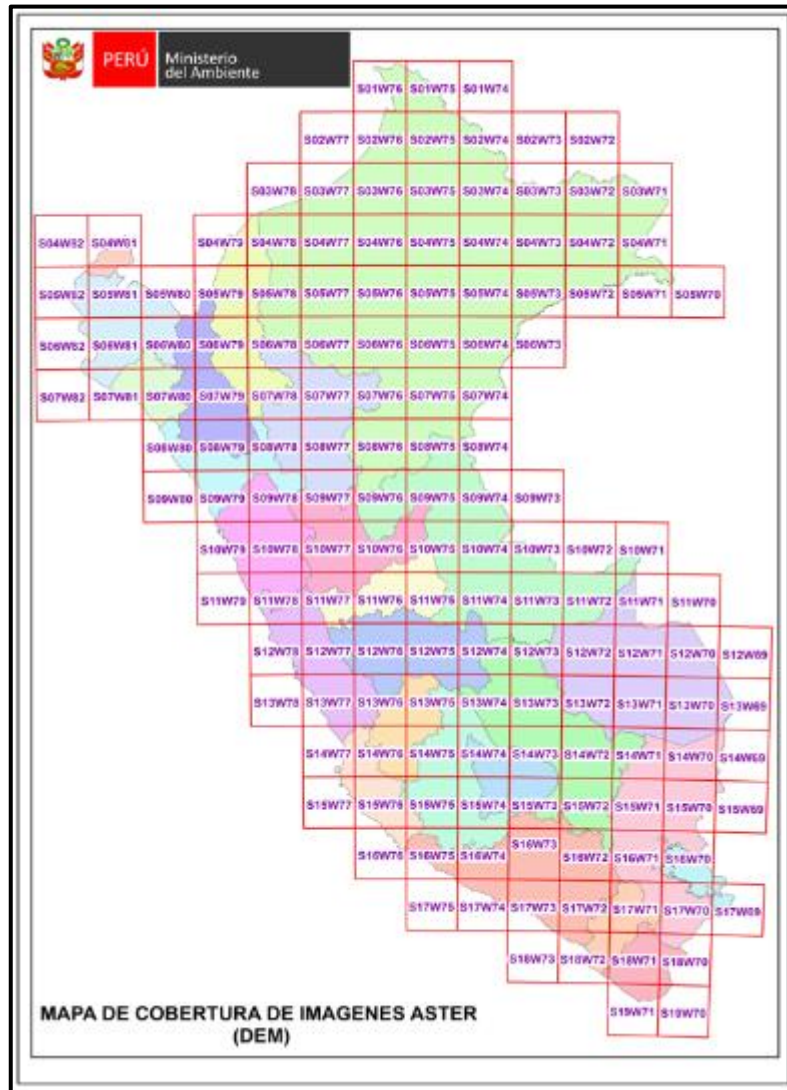 PERÚ
Ministerio
del Ambiente
S01W76 S01W75 S01W74
S02W77 S02W76 S02W75 S02W74 S02W73 S02W72
S03W78 S03W77 S03W76 S03W75 S03W74 S03W73 S03W72 S03W71
S04W82 S04W81 S04W79 S04W78 S04W77 S04W76 S04W75 S04W74 S04W73 S04W72 S04W71
S05W82 S05W81 S05W80 S05W79 S05W78 S05W77 S05W76 S05W75 S05W74 S05W73 S05W72 S05W71 S05W70
S06W82 S06W81 S06W80 S06W79 S06W78 S06W77 S06W76 S06W75 S06W74 S06W73
S07W82 S07W81 S07W80 S07W79 S07W78 S07W77 S07W76 S07W75 S07W74
S08W80 S08W79 S08W78 S08W77 S08W76 S08W75 S08W74
S09W80 S09W79 S09W78 S09W77 S09W76 S09W75 S09W74 S09W73
S10W79 S10W78 S10W77 S10W76 S10W75 S10W74 S10W73 S10W72 S10W71
S11W79 S11W78 S11W77 S11W76 S11W75 S11W74 S11W73 S11W72 S11W71 S11W70
S12W78 S12W77 S12W76 S12W75 S12W74 S12W73 S12W72 S12W71 S12W70 S12W69
S13W78 S13W77 S13W76 S13W75 S13W74 S13W73 S13W72 S13W71 S13W70 S13W69
S14W77 S14W76 S14W75 S14W74 S14W73 S14W72 S14W71 S14W70 S14W69
S15W77 S15W76 S15W75 S15W74 S15W73 S15W72 S15W71 S15W70 S15W69
S16W76 S16W75 S16W74 S16W73 S16W72 S16W71 S16W70
S17W75 S17W74 S17W73 S17W72 S17W71 S17W70 S17W69
S18W73 S18W72 S18W71 S18W70
S19W71 S19W70
MAPA DE COBERTURA DE IMAGENES ASTER
(DEM)